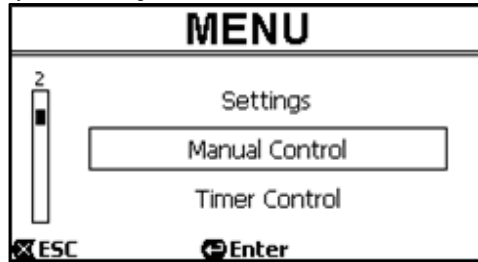 MENU
2
Settings
Manual Control
Timer Control
ESC Enter